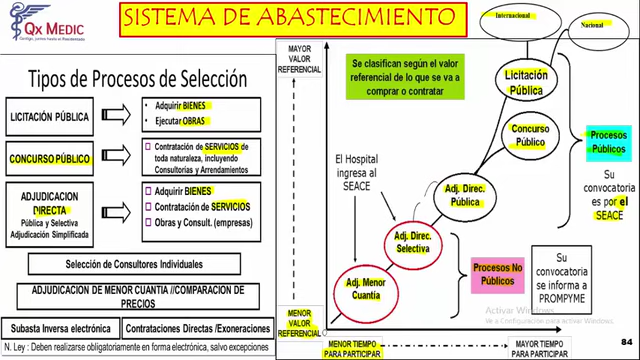 SISTEMA DE ABASTECIMIENTO
Qx MEDIC
Tipos de Procesos de Selección
LICITACIÓN PÚBLICA
• Adquirir BIENES
• Ejecutar OBRAS
CONCURSO PÚBLICO
Contratación de SERVICIOS de
toda naturaleza, incluyendo
Consultorías y Arrendamientos
ADJUDICACION
DIRECTA
Pública y Selectiva
Adjudicación Simplificada
Adquirir BIENES
Contratación de SERVICIOS
Obras y Consult. (empresas)
Selección de Consultores Individuales
ADJUDICACION DE MENOR CUANTIA //COMPARACION DE
PRECIOS
Subasta Inversa electrónica
Contrataciones Directas /Exoneraciones
N. Ley : Deben realizarse obligatoriamente en forma electrónica, salvo excepciones
MAYOR
VALOR
REFERENCIAL
Se clasifican según el valor
referencial de lo que se va a
comprar o contratar
Internacional
Nacional
Licitación
Pública
Concurso
Público
Procesos
Públicos
El Hospital
ingresa al
SEACE
Adj. Direc.
Pública
Su
convocatoria
es por el
SEACE
Adj. Direc.
Selectiva
Adj. Menor
Cuantia
Procesos No
Públicos
Su
convocatoria
se informa a
PROMPYME
MENOR
VALOR
REFERENCIAL
Activar Windows
Ve a Configuración para activar Windows.
MENOR TIEMPO
PARA PARTICIPAR
MAYOR TIEMPO
PARA PARTICIPAR
84